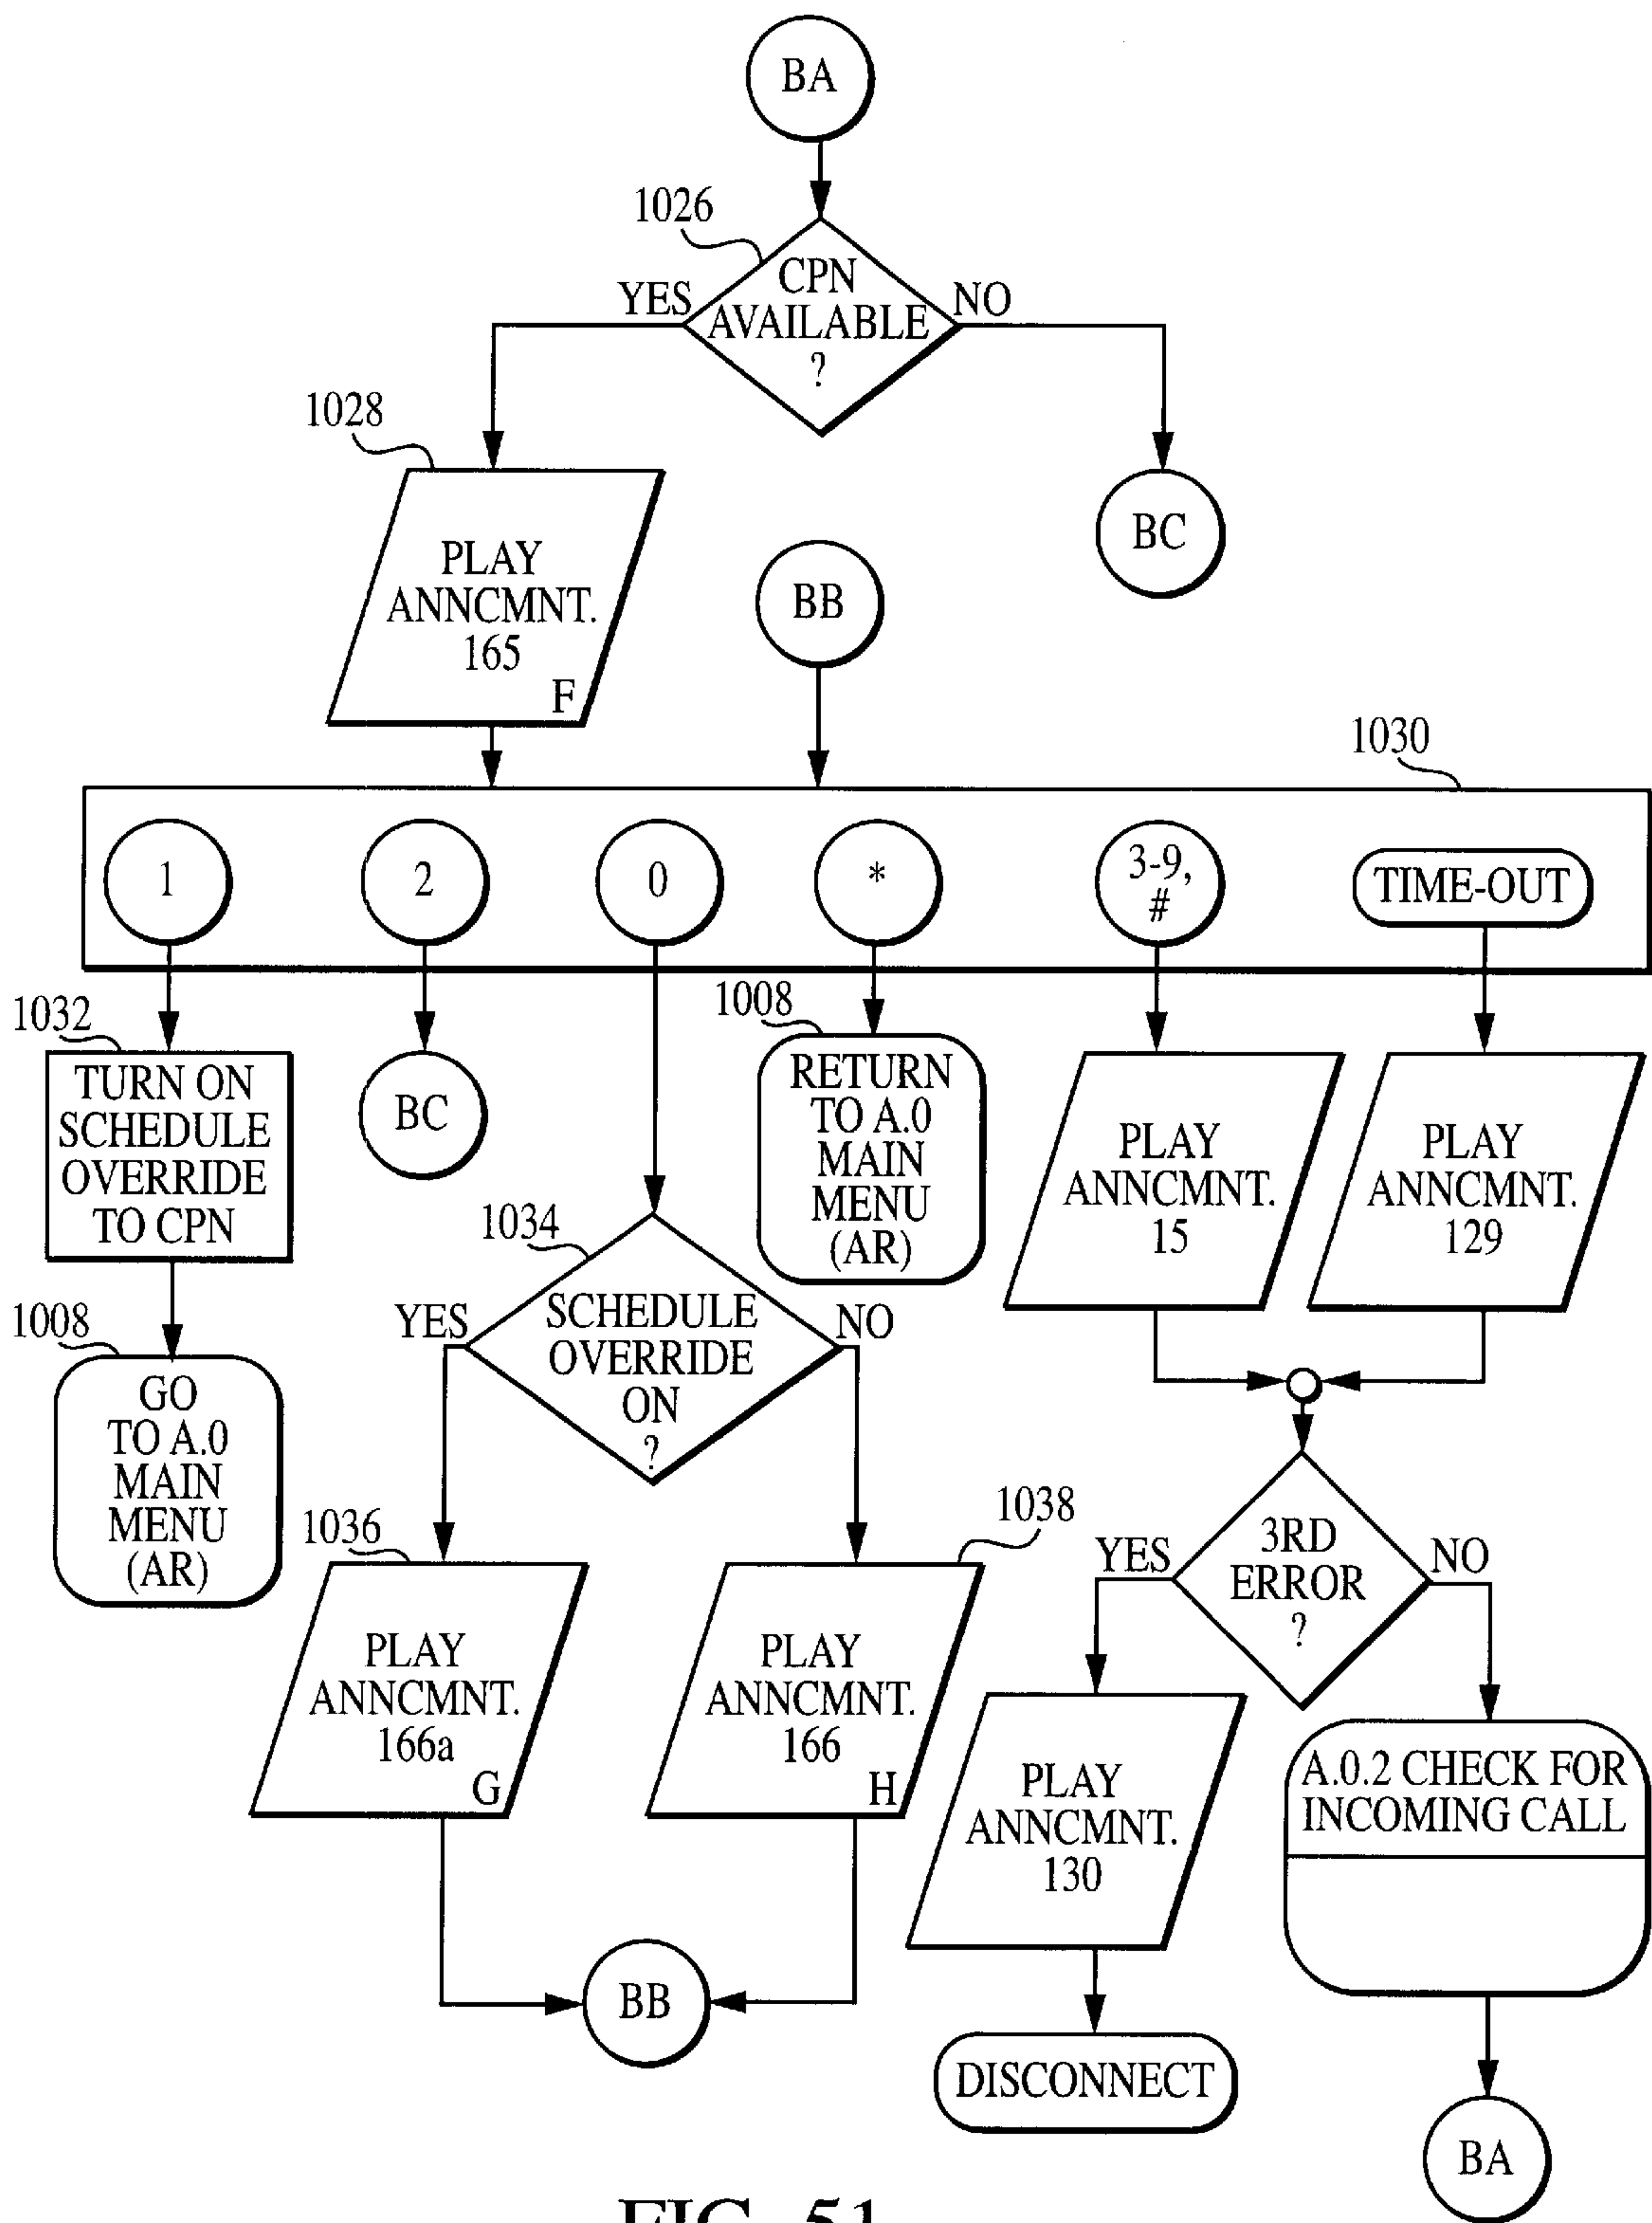 BA
1026
CPN
AVAILABLE
?
YES
NO
1028
PLAY
ANNCMNT.
165
F
BB
BC
1030
1
2
0
*
3-9,
#
TIME-OUT
1032
TURN ON
SCHEDULE
OVERRIDE
TO CPN
BC
1008
RETURN
TO A.0
MAIN
MENU
(AR)
PLAY
ANNCMNT.
15
PLAY
ANNCMNT.
129
1034
SCHEDULE
OVERRIDE
ON
?
YES
NO
1008
GO
TO A.0
MAIN
MENU
(AR)
1036
PLAY
ANNCMNT.
166a
G
1038
PLAY
ANNCMNT.
166
H
3RD
ERROR
?
YES
NO
PLAY
ANNCMNT.
130
A.0.2 CHECK FOR
INCOMING CALL
BB
DISCONNECT
BA
FIG. 51